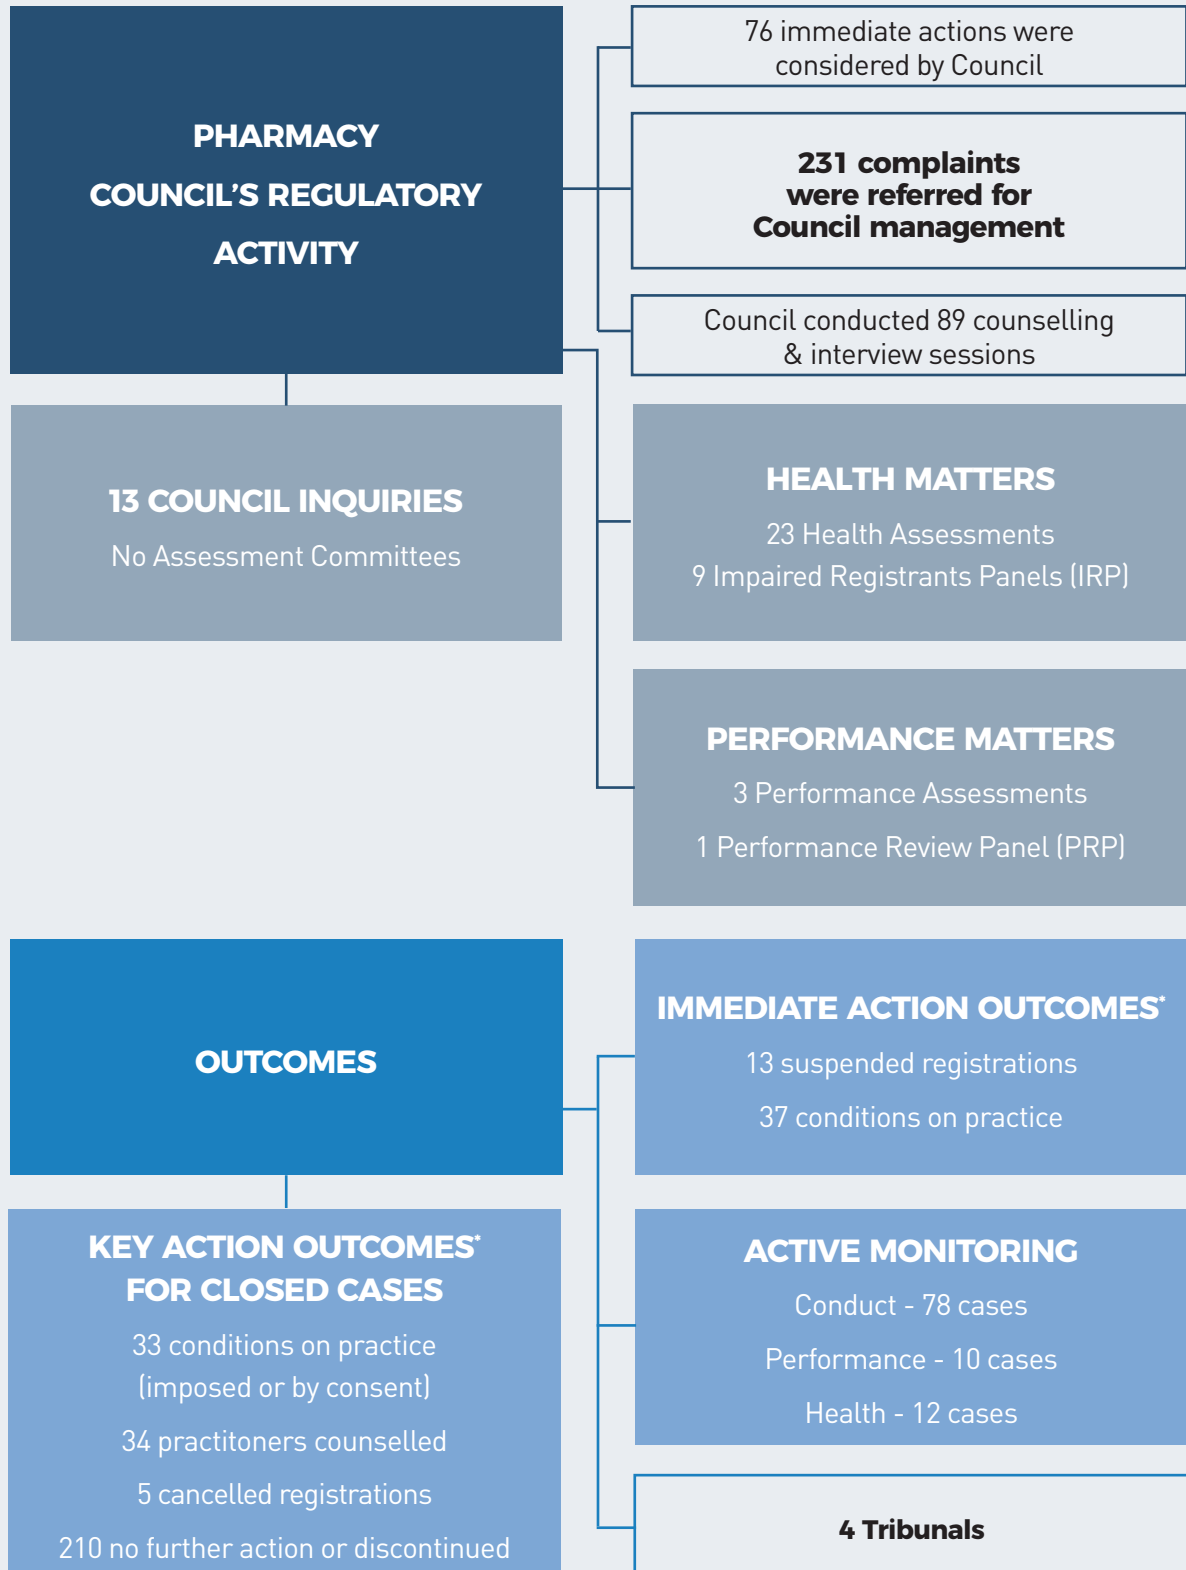 PHARMACY
COUNCIL'S REGULATORY
ACTIVITY
76 immediate actions were
considered by Council
231 complaints
were referred for
Council management
Council conducted 89 counselling
& interview sessions
13 COUNCIL INQUIRIES
No Assessment Committees
HEALTH MATTERS
23 Health Assessments
9 Impaired Registrants Panels (IRP)
PERFORMANCE MATTERS
3 Performance Assessments
1 Performance Review Panel (PRP)
OUTCOMES
IMMEDIATE ACTION OUTCOMES*
13 suspended registrations
37 conditions on practice
KEY ACTION OUTCOMES*
FOR CLOSED CASES
33 conditions on practice
(imposed or by consent)
34 practitoners counselled
5 cancelled registrations
210 no further action or discontinued
ACTIVE MONITORING
Conduct - 78 cases
Performance - 10 cases
Health - 12 cases
4 Tribunals